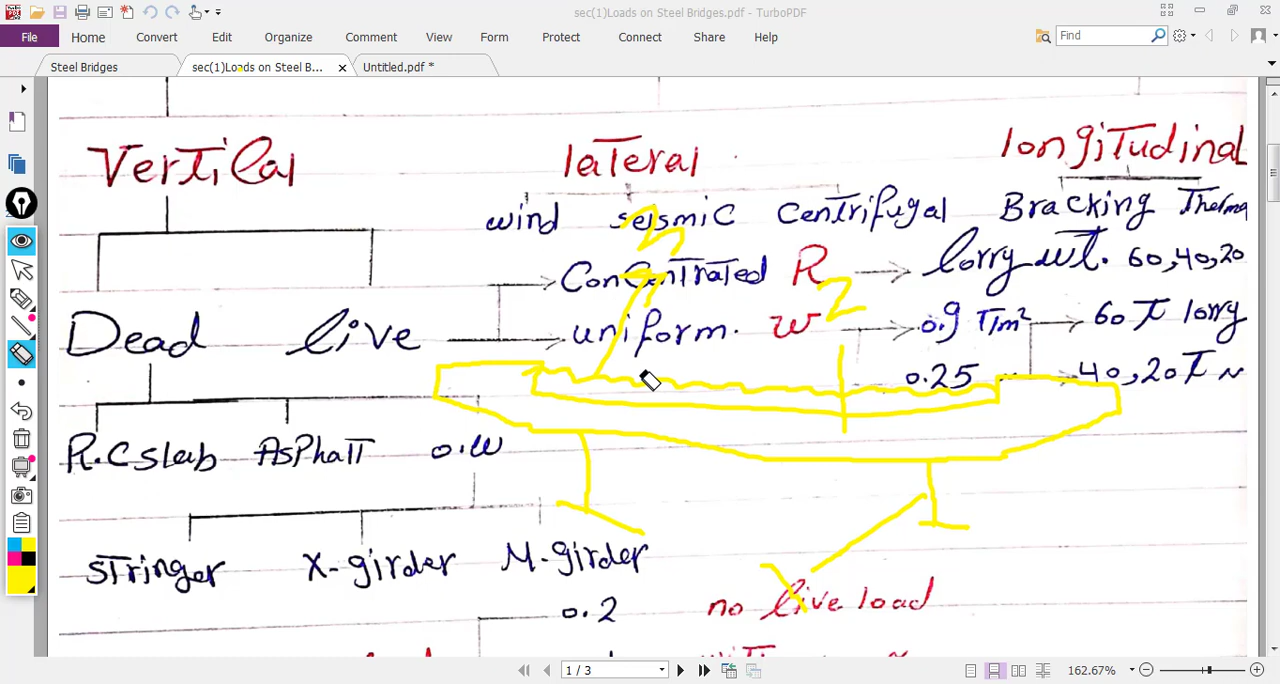 sec(1)Loads on Steel Bridges.pdf - TurboPDF
File Home Convert Edit Organize Comment View Form Protect Connect Share Help Find
Steel Bridges sec(1)Loads on Steel B... Untitled.pdf *
Vertical lateral longitudinal
wind seismic Centrifugal Bracking Therma
Concentrated R lorry wt. 60,40,20
Dead live uniform. w 0.9 T/m² 60 T lorry
0.25 40,20 T
R.C slab Asphalt o.w
stringer X-girder M-girder
0.2 no live load
1 / 3 162.67%